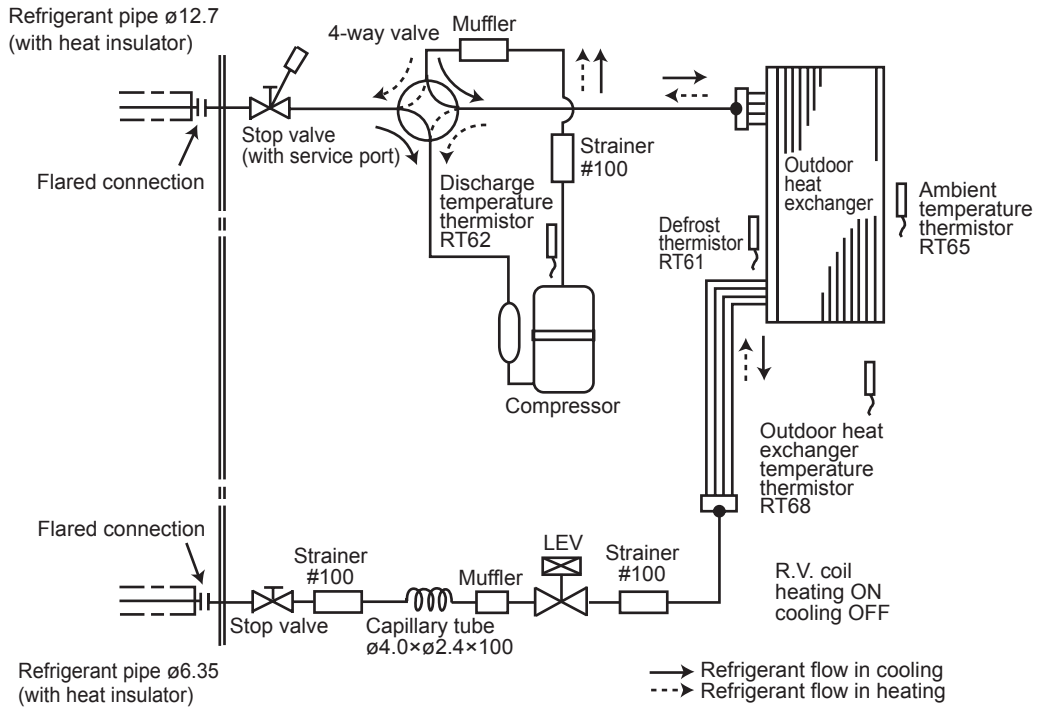 Refrigerant pipe ø12.7
(with heat insulator)
4-way valve
Muffler
Stop valve
(with service port)
Flared connection
Strainer
#100
Discharge
temperature
thermistor
RT62
Outdoor
heat
exchanger
Ambient
temperature
thermistor
RT65
Defrost
thermistor
RT61
Compressor
Outdoor heat
exchanger
temperature
thermistor
RT68
Flared connection
Strainer
#100
Muffler
LEV
Strainer
#100
R.V. coil
heating ON
cooling OFF
Stop valve
Capillary tube
ø4.0×ø2.4×100
Refrigerant pipe ø6.35
(with heat insulator)
Refrigerant flow in cooling
Refrigerant flow in heating